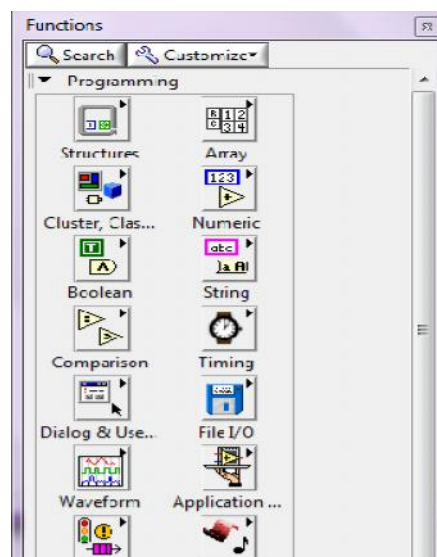 Functions
Search Customize
Programming
Structures Array
Cluster, Clas... Numeric
Boolean String
Comparison Timing
Dialog & Use... File I/O
Waveform Application ...